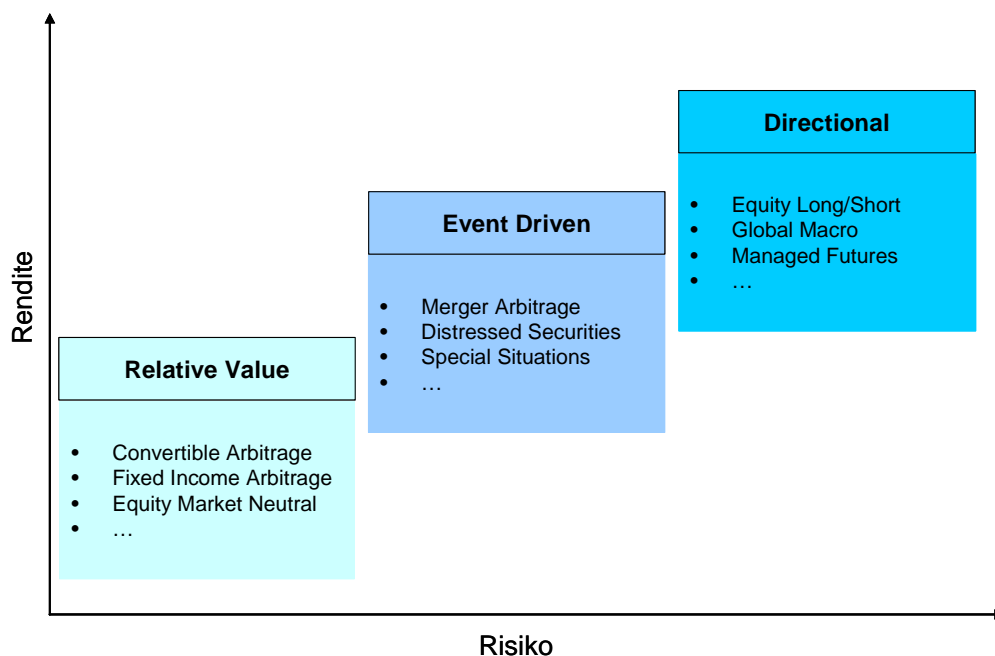 Rendite
Directional
• Equity Long/Short
• Global Macro
• Managed Futures
• …
Event Driven
• Merger Arbitrage
• Distressed Securities
• Special Situations
• …
Relative Value
• Convertible Arbitrage
• Fixed Income Arbitrage
• Equity Market Neutral
• …
Risiko